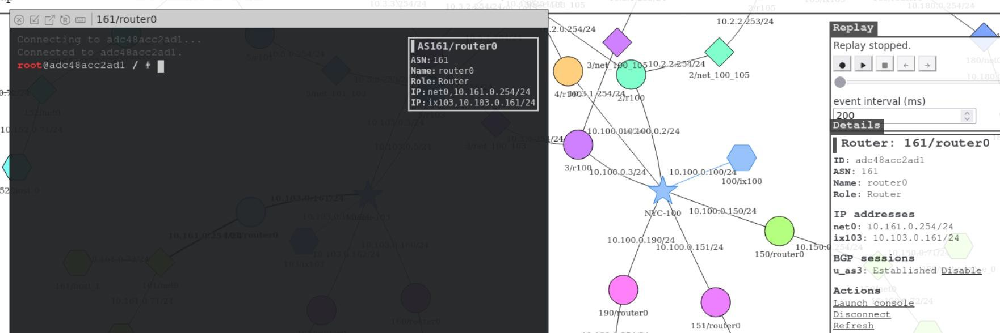 10.3.3.254/24
10.180.0.254/24
2/r105
161/router0
Connecting to adc48acc2ad1...
Connected to adc48acc2ad1.
root@adc48acc2ad1 / #
AS161/router0
ASN: 161
Name: router0
Role: Router
IP: net0,10.161.0.254/24
IP: ix103,10.103.0.161/24
5/net_101_103
152/net0
10.152.0.71/24
10.103.0.3/24
10.103.0.5/24
3/net_100_103
10.103.0.161/24
10.161.0.254/24
161/router0
10.103.0.160/24
10.103.0.162/24
103/ix103
161/host_1
161/net0
10.161.0.71/24
160/router0
.2.0.254/24
10.2.2.253/24
3/net_100_105
10.2.2.254/24
2/net_100_105
4/r100
10.3.1.254/24
2/r100
10.100.0.2/24
3/r100
10.100.0.3/24
10.100.0.100/24
100/ix100
NYC-100
10.100.0.150/24
10.100.0.190/24
10.100.0.151/24
150/router0
190/router0
151/router0
Replay
Replay stopped.
event interval (ms)
200
Details
Router: 161/router0
ID: adc48acc2ad1
ASN: 161
Name: router0
Role: Router
IP addresses
net0: 10.161.0.254/24
ix103: 10.103.0.161/24
10.150.0.71/24
BGP sessions
u_as3: Established Disable
Actions
10.150.0.72/24
Launch console
Disconnect
Refresh